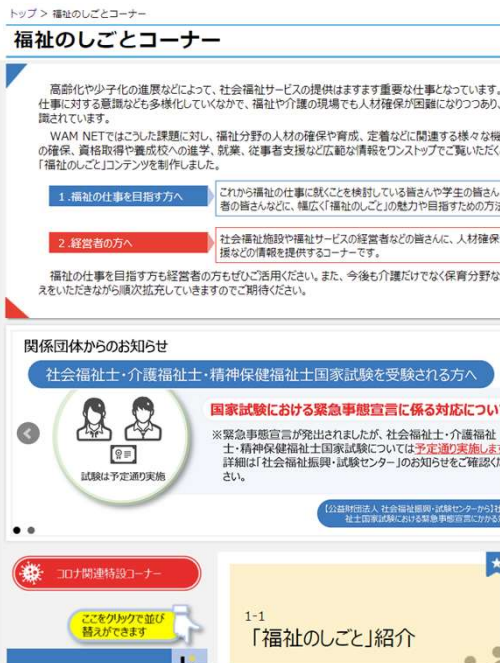 トップ > 福祉のしごとコーナー
福祉のしごとコーナー
高齢化や少子化の進展などによって、社会福祉サービスの提供はますます重要な仕事となっています。
仕事に対する意識なども多様化していくなかで、福祉や介護の現場でも人材確保が困難になりつつあり、
識されています。
WAM NETではこうした課題に対し、福祉分野の人材の確保や育成、定着などに関連する様々な機
の確保、資格取得や養成校への進学、就業、従事者支援など広範な情報をワンストップでご覧いただく
「福祉のしごと」コンテンツを制作しました。
1.福祉の仕事を目指す方へ
これから福祉の仕事に就くことを検討している皆さんや学生の皆さん
者の皆さんなどに、幅広く「福祉のしごと」の魅力や目指すための方法
2.経営者の方へ
社会福祉施設や福祉サービスの経営者などの皆さんに、人材確保
援などの情報を提供するコーナーです。
福祉の仕事を目指す方も経営者の方もぜひご活用ください。また、今後も介護だけでなく保育分野な
えをいただきながら順次拡充していきますのでご期待ください。
関係団体からのお知らせ
社会福祉士・介護福祉士・精神保健福祉士国家試験を受験される方へ
国家試験における緊急事態宣言に係る対応につい
※緊急事態宣言が発出されましたが、社会福祉士・介護福祉
士・精神保健福祉士国家試験については予定通り実施しま
詳細は「社会福祉振興・試験センター」のお知らせをご確認くだ
さい。
試験は予定通り実施
【公益財団法人 社会福祉振興・試験センターから】社
祉士国家試験における緊急事態宣言にかかる
コロナ関連特設コーナー
ここをクリックで並び
替えができます
1-1
「福祉のしごと」紹介